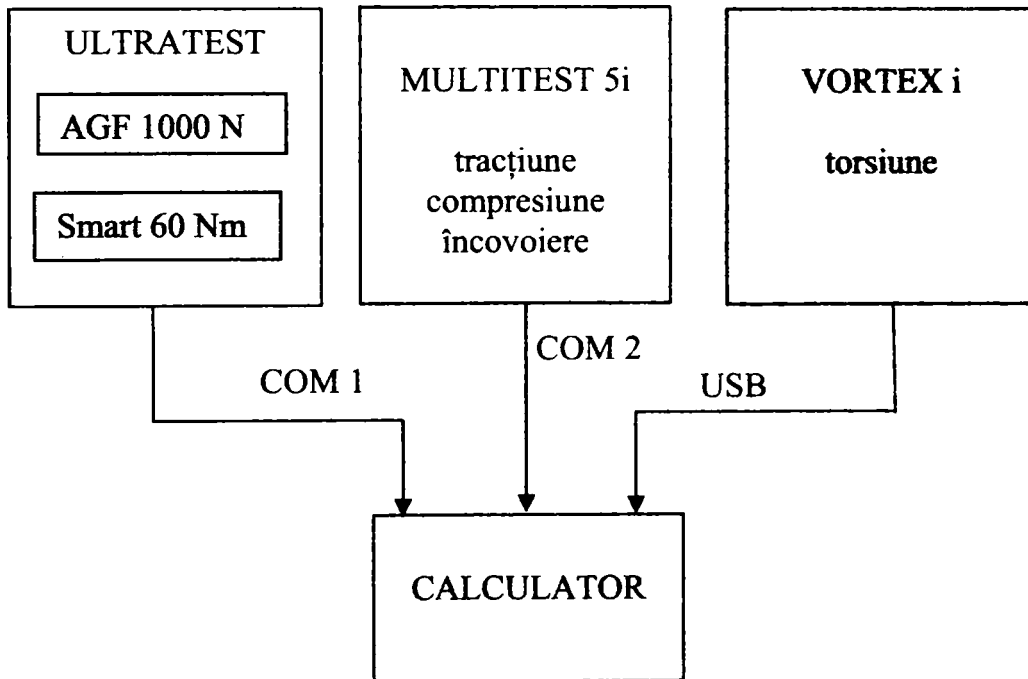 ULTRATEST
AGF 1000 N
Smart 60 Nm
MULTITEST 5i
tracțiune
compresiune
încovoiere
VORTEX i
torsiune
COM 1
COM 2
USB
CALCULATOR